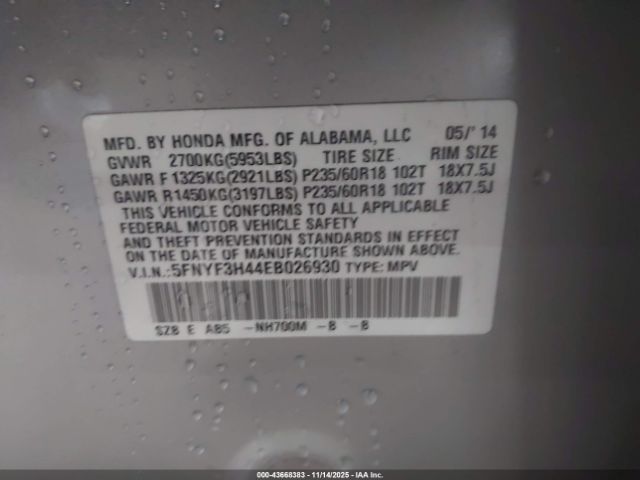 MFD. BY HONDA MFG. OF ALABAMA, LLC 05/'14
GVWR 2700KG(5953LBS) TIRE SIZE RIM SIZE
GAWR F 1325KG(2921LBS) P235/60R18 102T 18X7.5J
GAWR R1450KG(3197LBS) P235/60R18 102T 18X7.5J
THIS VEHICLE CONFORMS TO ALL APPLICABLE
FEDERAL MOTOR VEHICLE SAFETY
AND THEFT PREVENTION STANDARDS IN EFFECT
ON THE DATE OF MANUFACTURE SHOWN ABOVE.
V.I.N.:5FNYF3H44EB026930 TYPE: MPV
SZ8 E A85 -NH700M -B -B
000-43668383 - 11/14/2025 - IAA Inc.